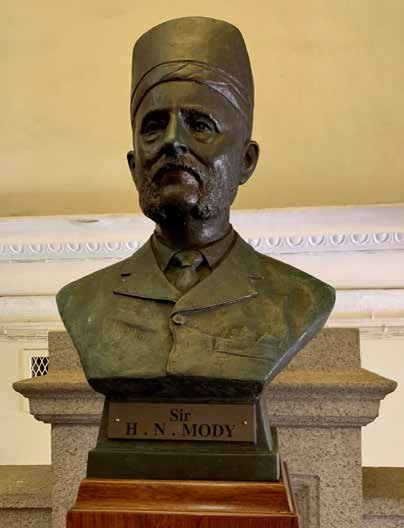 Sir
H . N . MODY